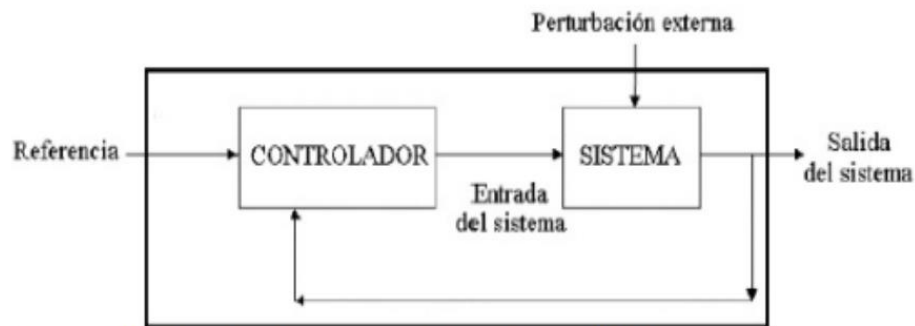 Perturbación externa
Referencia
CONTROLADOR
SISTEMA
Salida
del sistema
Entrada
del sistema